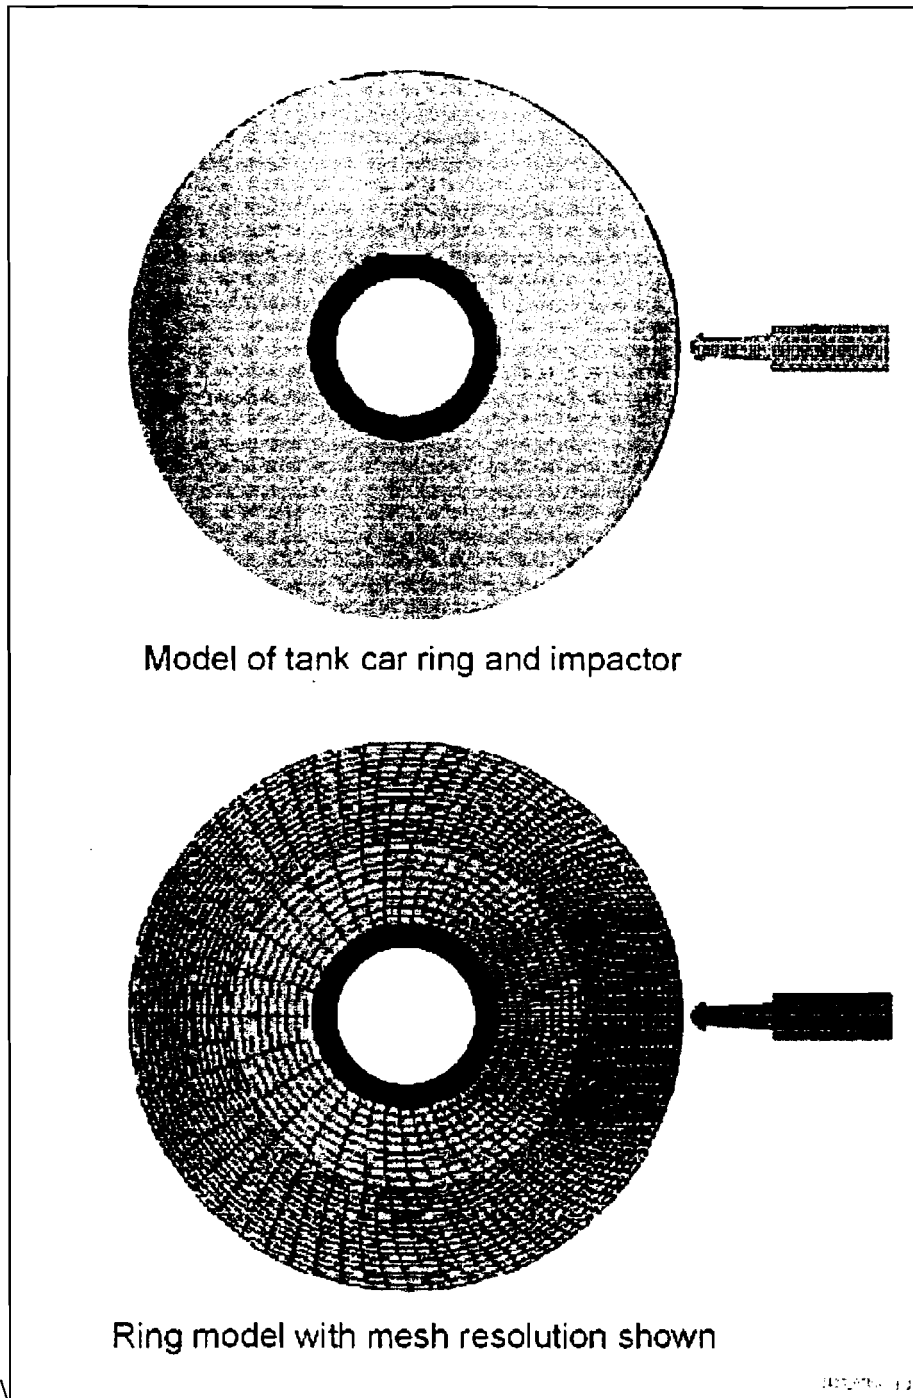 Model of tank car ring and impactor
Ring model with mesh resolution shown